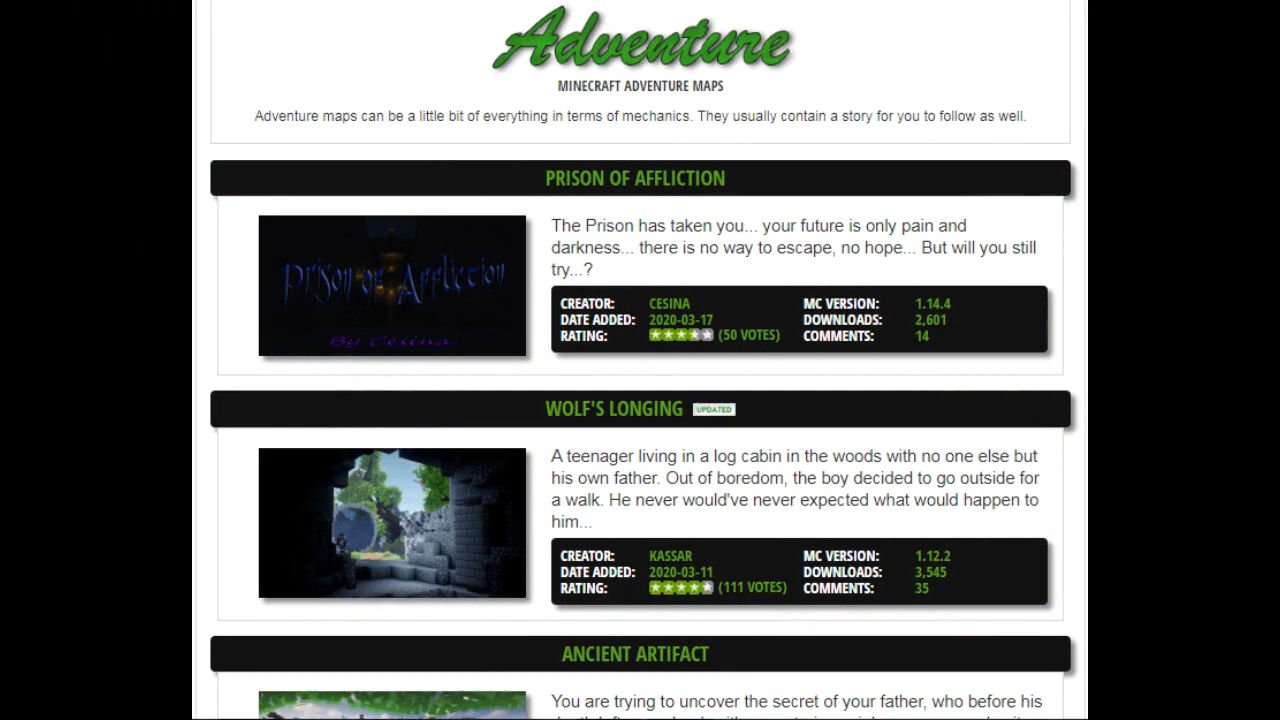 Adventure
MINECRAFT ADVENTURE MAPS
Adventure maps can be a little bit of everything in terms of mechanics. They usually contain a story for you to follow as well.
PRISON OF AFFLICTION
Prison of Affliction
By Cesina
The Prison has taken you... your future is only pain and
darkness... there is no way to escape, no hope... But will you still
try...?
CREATOR: CESINA MC VERSION: 1.14.4
DATE ADDED: 2020-03-17 DOWNLOADS: 2,601
RATING: (50 VOTES) COMMENTS: 14
WOLF'S LONGING UPDATED
A teenager living in a log cabin in the woods with no one else but
his own father. Out of boredom, the boy decided to go outside for
a walk. He never would've never expected what would happen to
him...
CREATOR: KASSAR MC VERSION: 1.12.2
DATE ADDED: 2020-03-11 DOWNLOADS: 3,545
RATING: (111 VOTES) COMMENTS: 35
ANCIENT ARTIFACT
You are trying to uncover the secret of your father, who before his